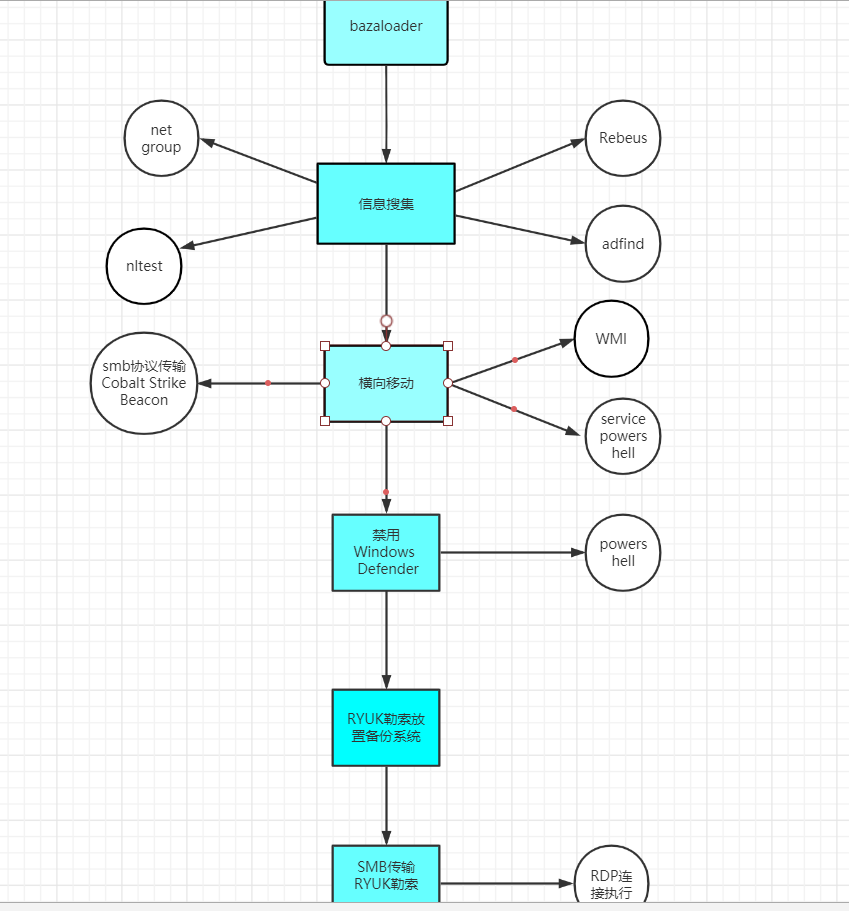 bazaloader
net
group
Rebeus
信息搜集
nltest
adfind
WMI
smb协议传输
Cobalt Strike
Beacon
横向移动
service
powers
hell
禁用
Windows
Defender
powers
hell
RYUK勒索放
置备份系统
SMB传输
RYUK勒索
RDP连
接执行